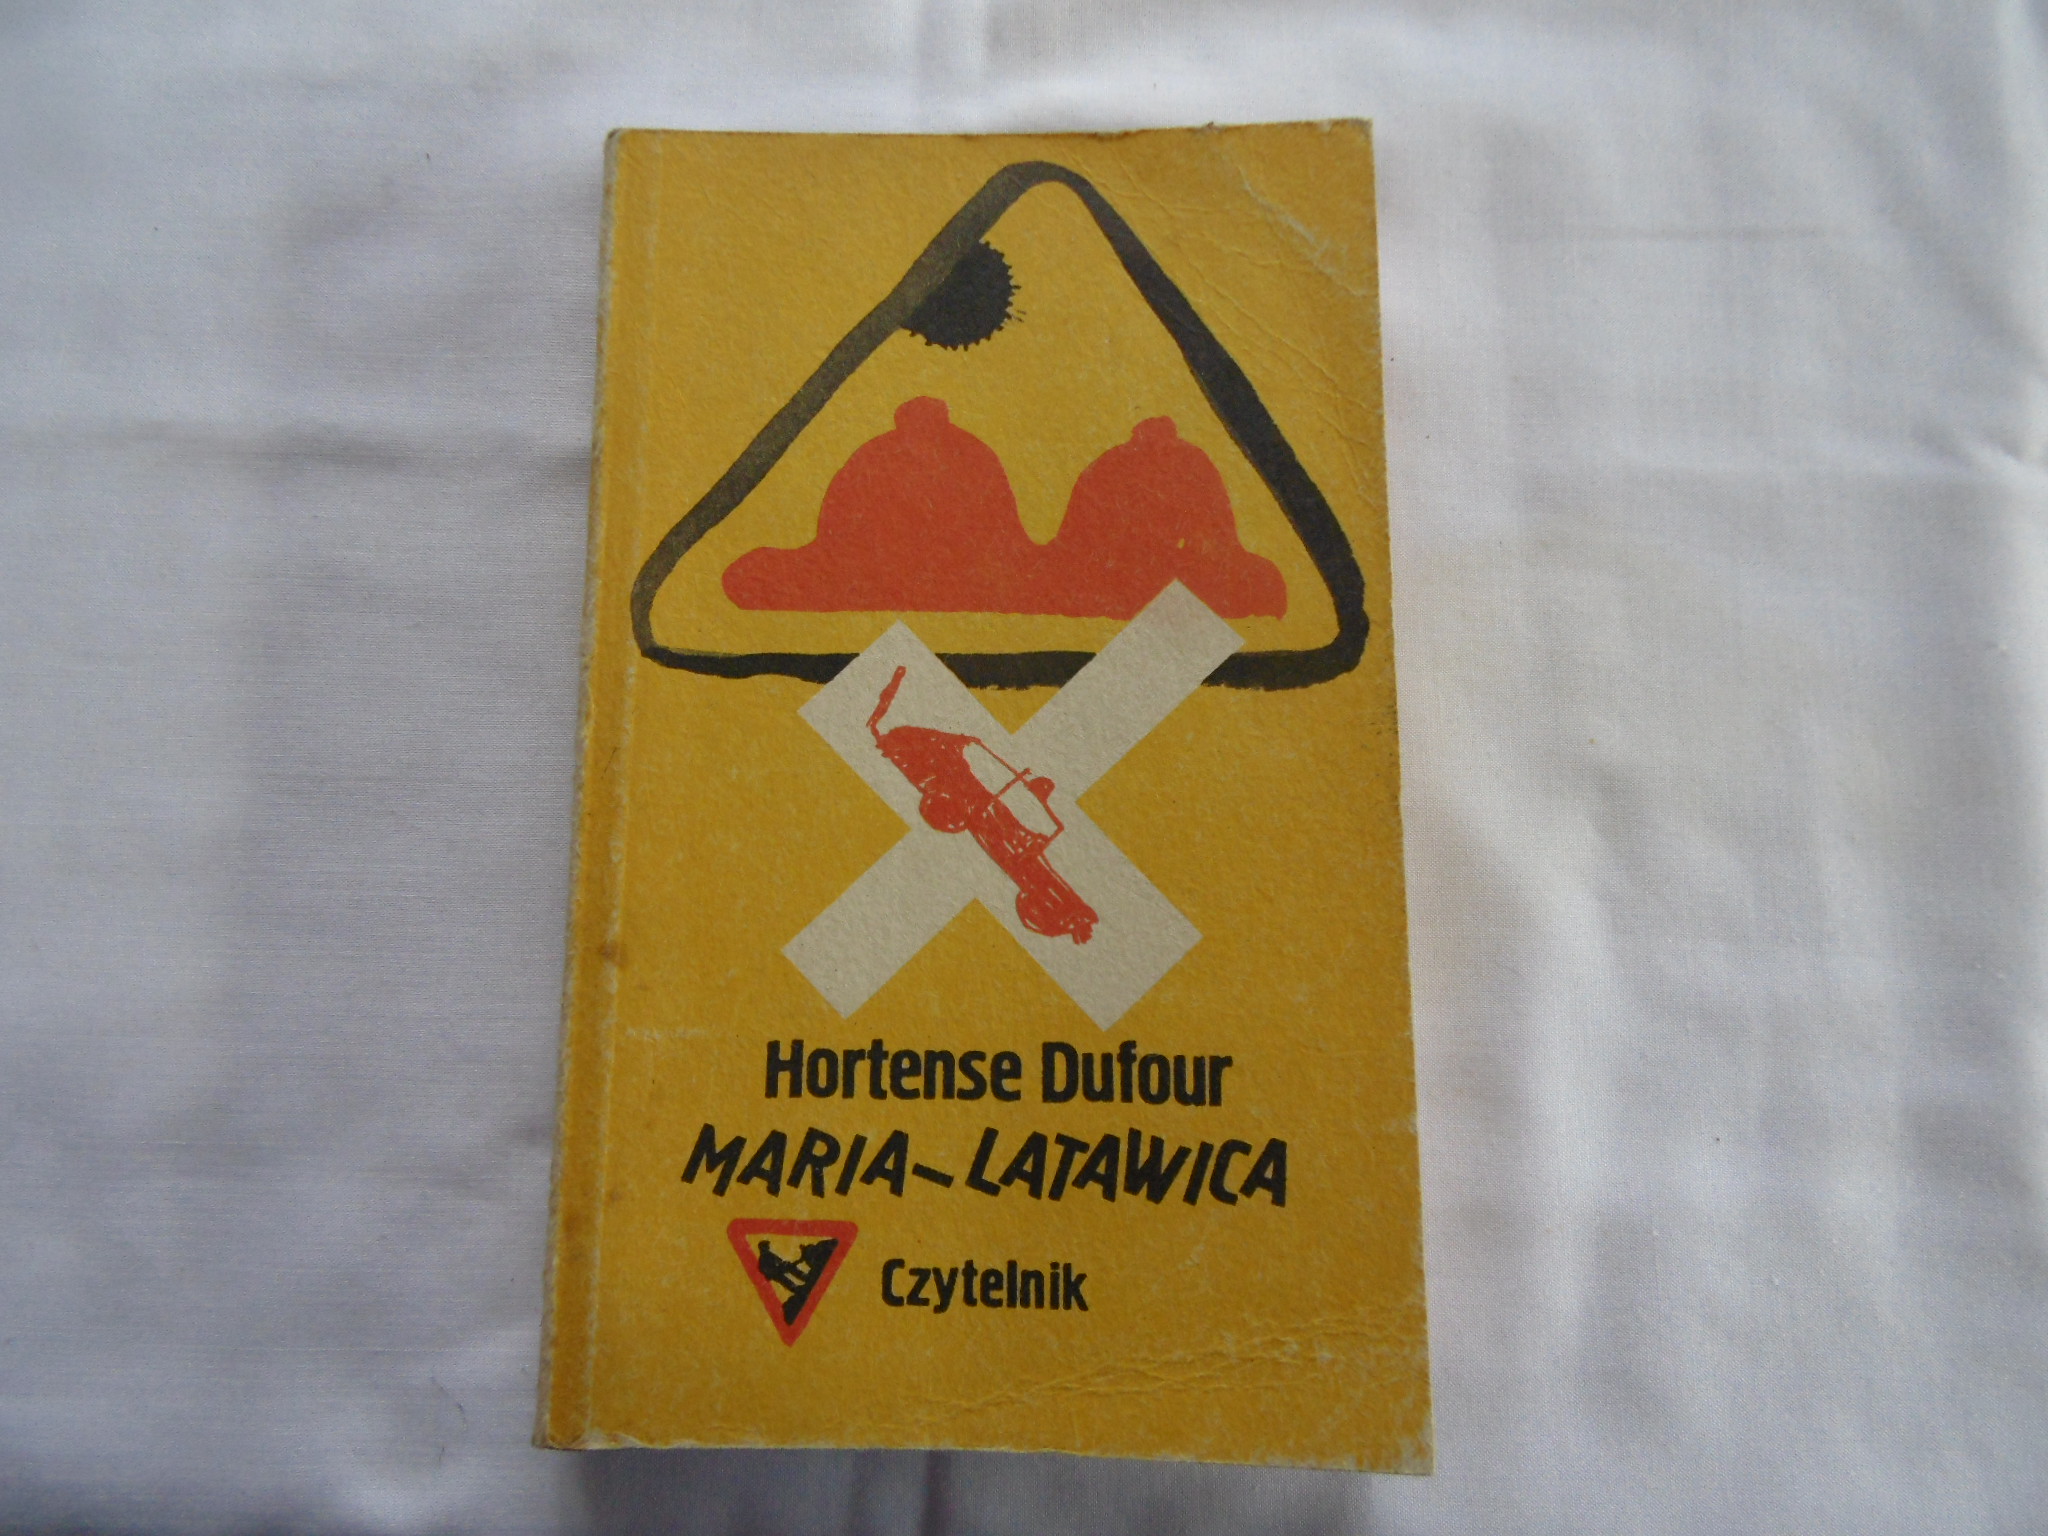 Hortense Dufour
MARIA-LATAWICA
Czytelnik